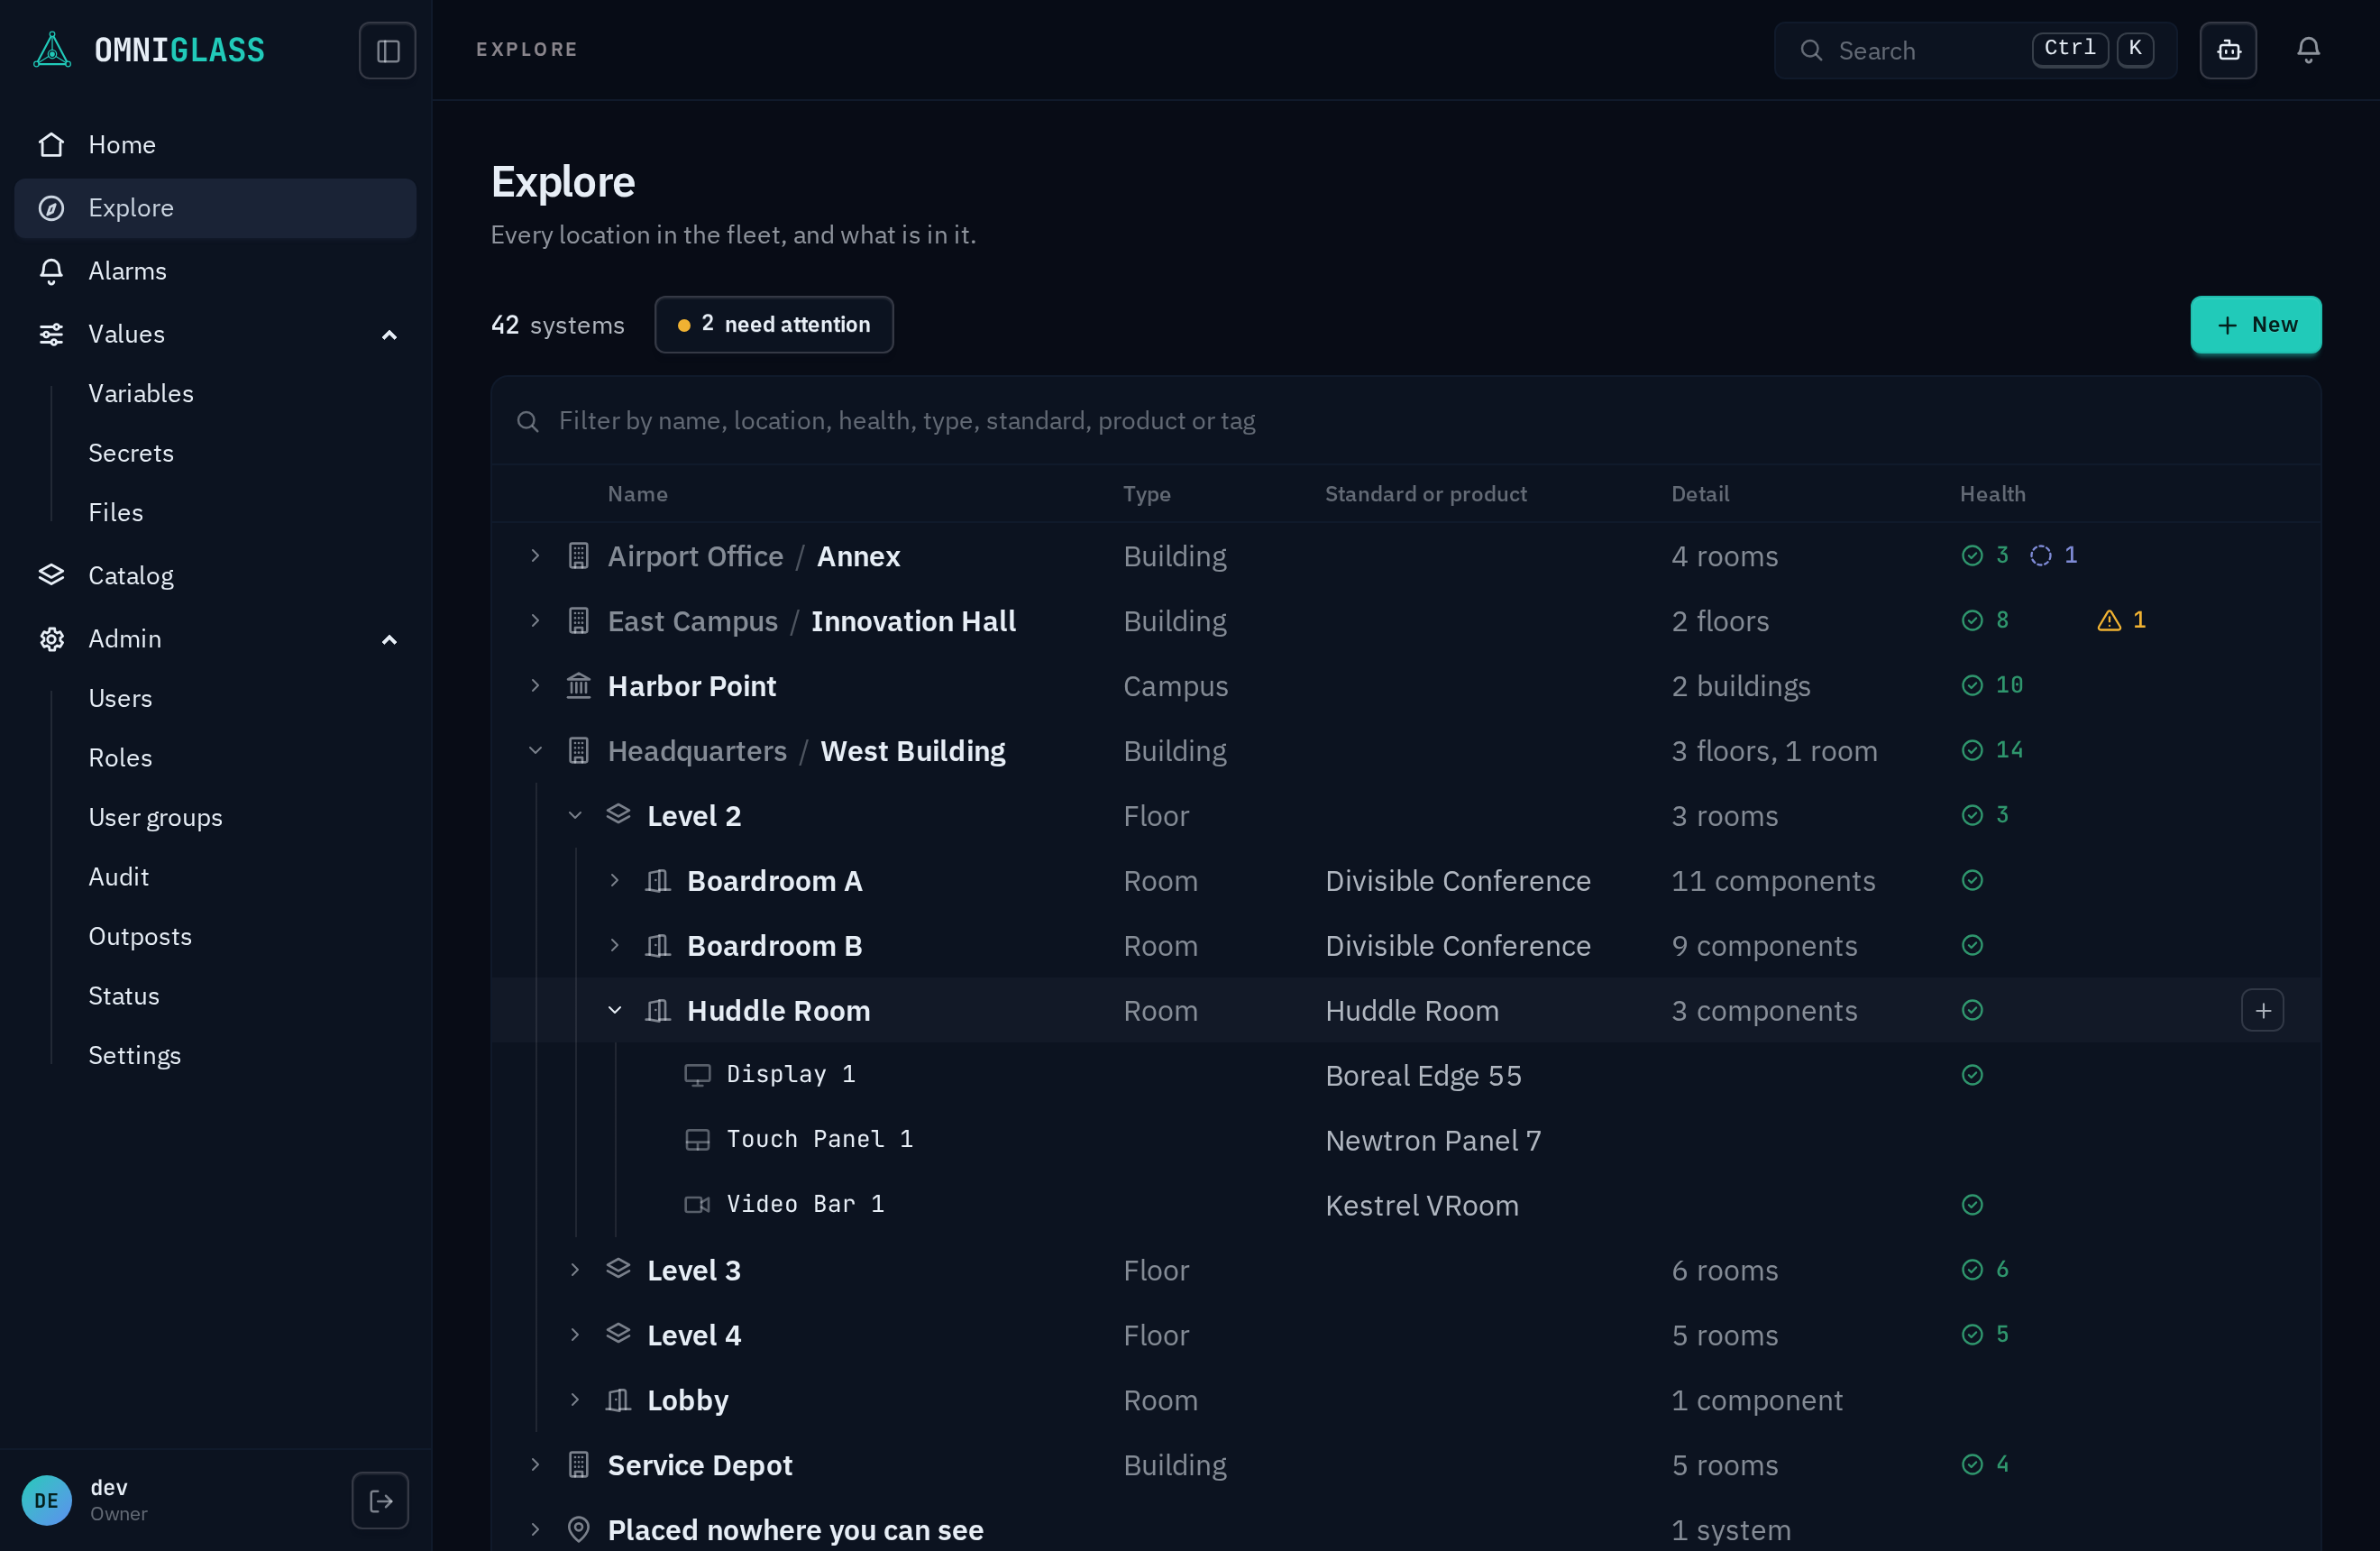 OMNIGLASS
EXPLORE
Search Ctrl K
Home
Explore
Alarms
Values
Variables
Secrets
Files
Catalog
Admin
Users
Roles
User groups
Audit
Outposts
Status
Settings
DE dev
Owner
Explore
Every location in the fleet, and what is in it.
42 systems 2 need attention New
Filter by name, location, health, type, standard, product or tag
Name Type Standard or product Detail Health
Airport Office / Annex Building 4 rooms 3 1
East Campus / Innovation Hall Building 2 floors 8 1
Harbor Point Campus 2 buildings 10
Headquarters / West Building Building 3 floors, 1 room 14
Level 2 Floor 3 rooms 3
Boardroom A Room Divisible Conference 11 components
Boardroom B Room Divisible Conference 9 components
Huddle Room Room Huddle Room 3 components
Display 1 Boreal Edge 55
Touch Panel 1 Newtron Panel 7
Video Bar 1 Kestrel VRoom
Level 3 Floor 6 rooms 6
Level 4 Floor 5 rooms 5
Lobby Room 1 component
Service Depot Building 5 rooms 4
Placed nowhere you can see 1 system